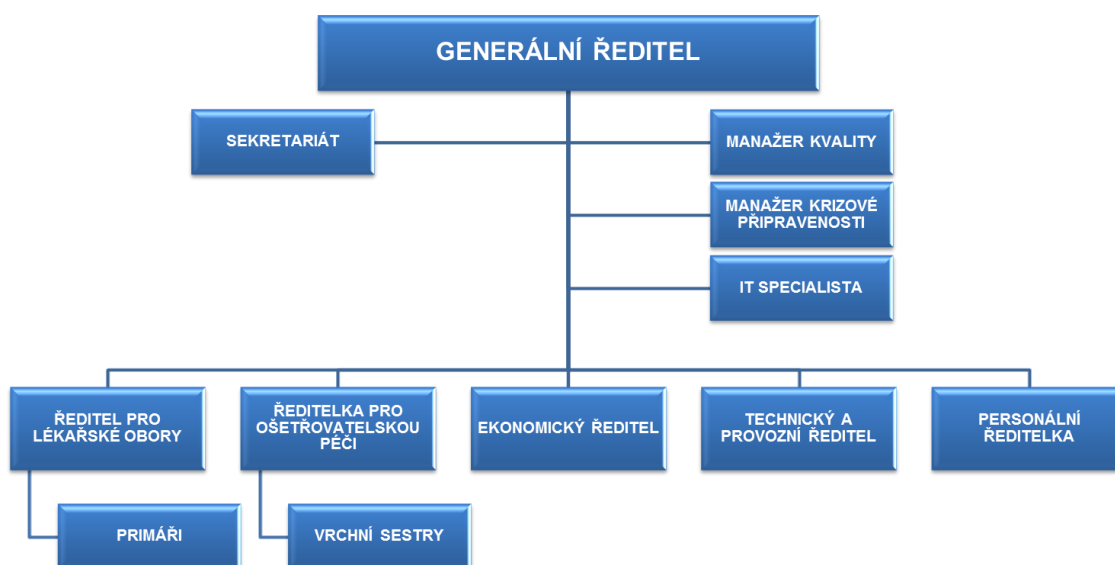 GENERÁLNÍ ŘEDITEL
SEKRETARIÁT
MANAŽER KVALITY
MANAŽER KRIZOVÉ
PŘIPRAVENOSTI
IT SPECIALISTA
ŘEDITEL PRO
LÉKAŘSKÉ OBORY
ŘEDITELKA PRO
OŠETŘOVATELSKOU
PÉČI
EKONOMICKÝ ŘEDITEL
TECHNICKÝ A
PROVOZNÍ ŘEDITEL
PERSONÁLNÍ
ŘEDITELKA
PRIMÁŘI
VRCHNÍ SESTRY